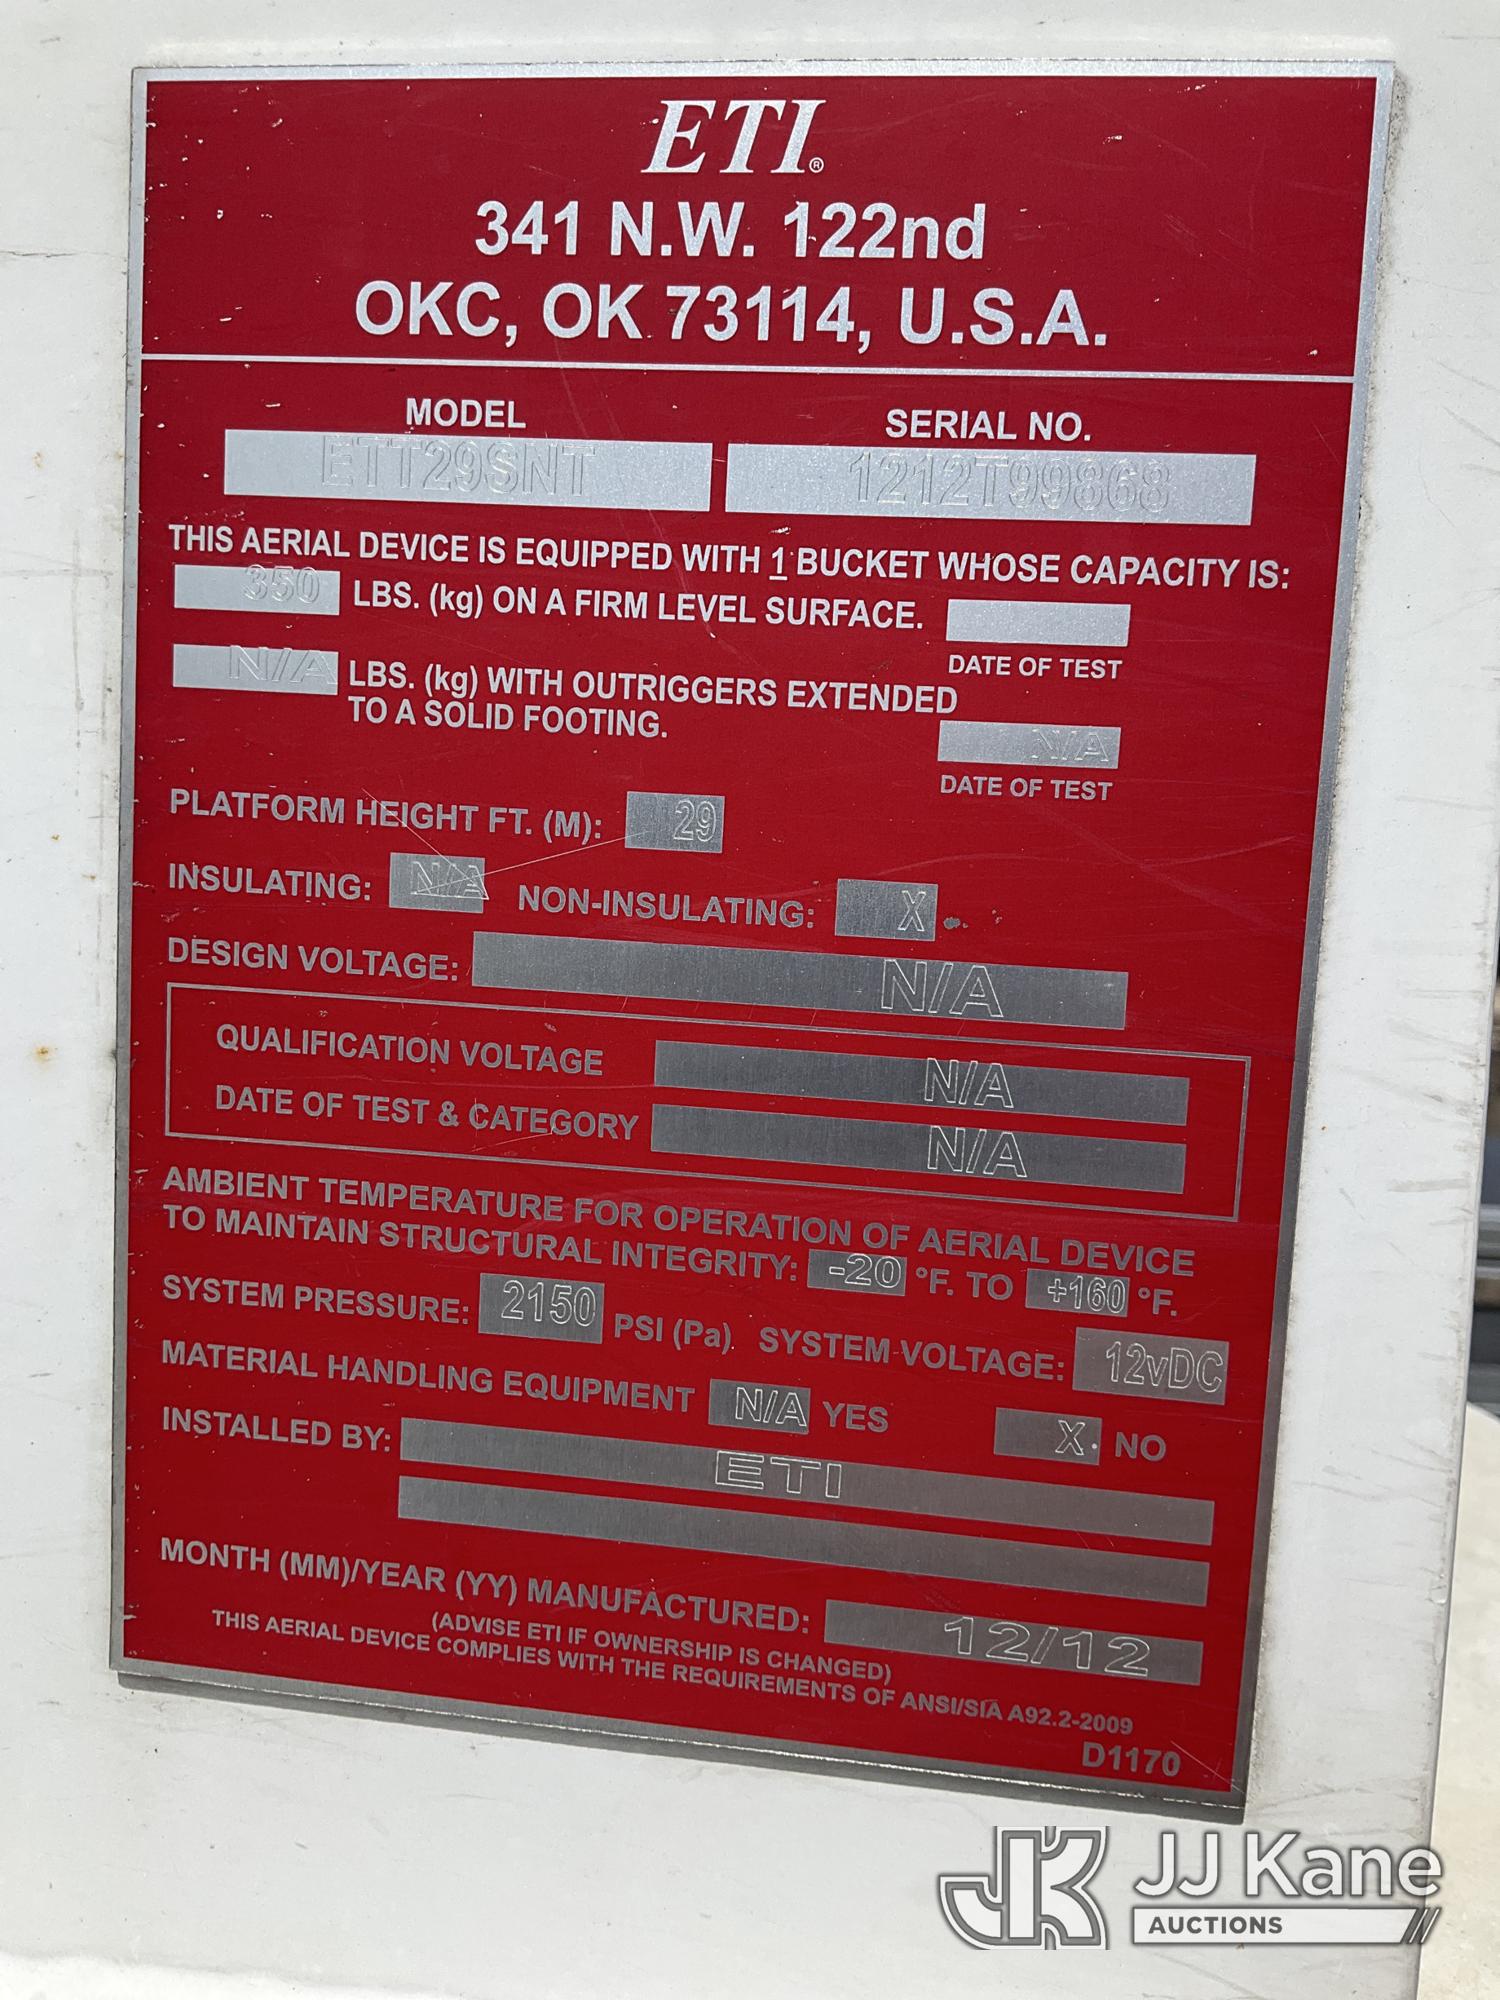 ETI®
341 N.W. 122nd
OKC, OK 73114, U.S.A.
MODEL SERIAL NO.
ETT29SNT 1212T99868
THIS AERIAL DEVICE IS EQUIPPED WITH 1 BUCKET WHOSE CAPACITY IS:
350 LBS. (kg) ON A FIRM LEVEL SURFACE.
DATE OF TEST
N/A LBS. (kg) WITH OUTRIGGERS EXTENDED
TO A SOLID FOOTING. N/A
DATE OF TEST
PLATFORM HEIGHT FT. (M): 29
INSULATING: N/A NON-INSULATING: X
DESIGN VOLTAGE: N/A
QUALIFICATION VOLTAGE N/A
DATE OF TEST & CATEGORY N/A
AMBIENT TEMPERATURE FOR OPERATION OF AERIAL DEVICE
TO MAINTAIN STRUCTURAL INTEGRITY: -20 °F. TO +160 °F.
SYSTEM PRESSURE: 2150 PSI (Pa) SYSTEM VOLTAGE: 12vDC
MATERIAL HANDLING EQUIPMENT N/A YES X NO
INSTALLED BY: ETI
MONTH (MM)/YEAR (YY) MANUFACTURED: 12/12
(ADVISE ETI IF OWNERSHIP IS CHANGED)
THIS AERIAL DEVICE COMPLIES WITH THE REQUIREMENTS OF ANSI/SIA A92.2-2009
D1170
JK JJ Kane
AUCTIONS